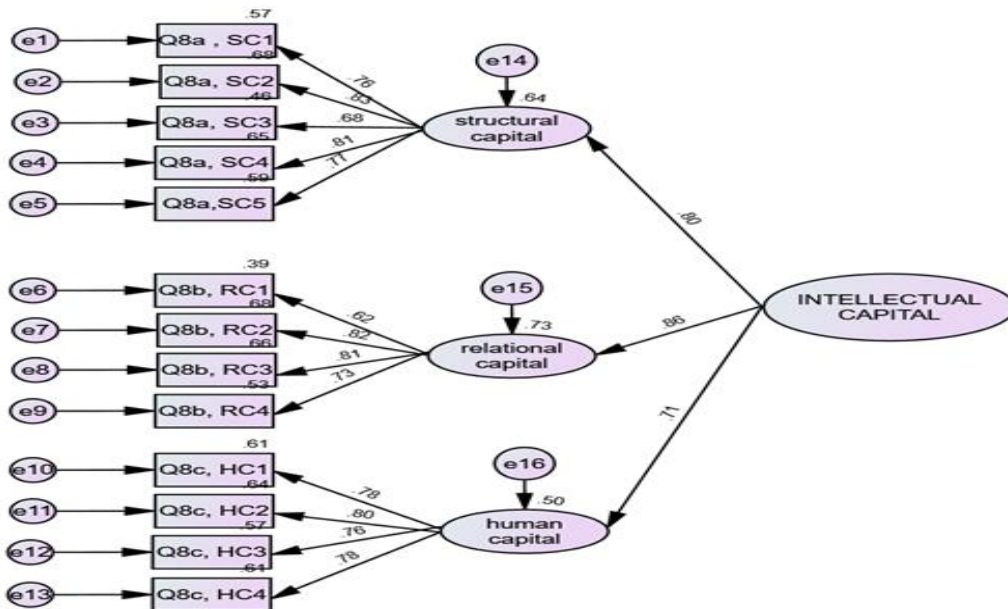 .57
e1
Q8a , SC1
.76
.68
e2
Q8a, SC2
.83
.46
e3
Q8a, SC3
.68
.65
e4
Q8a, SC4
.81
.59
e5
Q8a,SC5
.77
e14
.64
structural
capital
.80
.39
e6
Q8b, RC1
.62
.68
e7
Q8b, RC2
.82
.66
e8
Q8b, RC3
.81
.53
e9
Q8b, RC4
.73
e15
.73
relational
capital
.86
INTELLECTUAL
CAPITAL
.61
e10
Q8c, HC1
.78
.64
e11
Q8c, HC2
.80
.57
e12
Q8c, HC3
.76
.61
e13
Q8c, HC4
.78
e16
.50
human
capital
.71